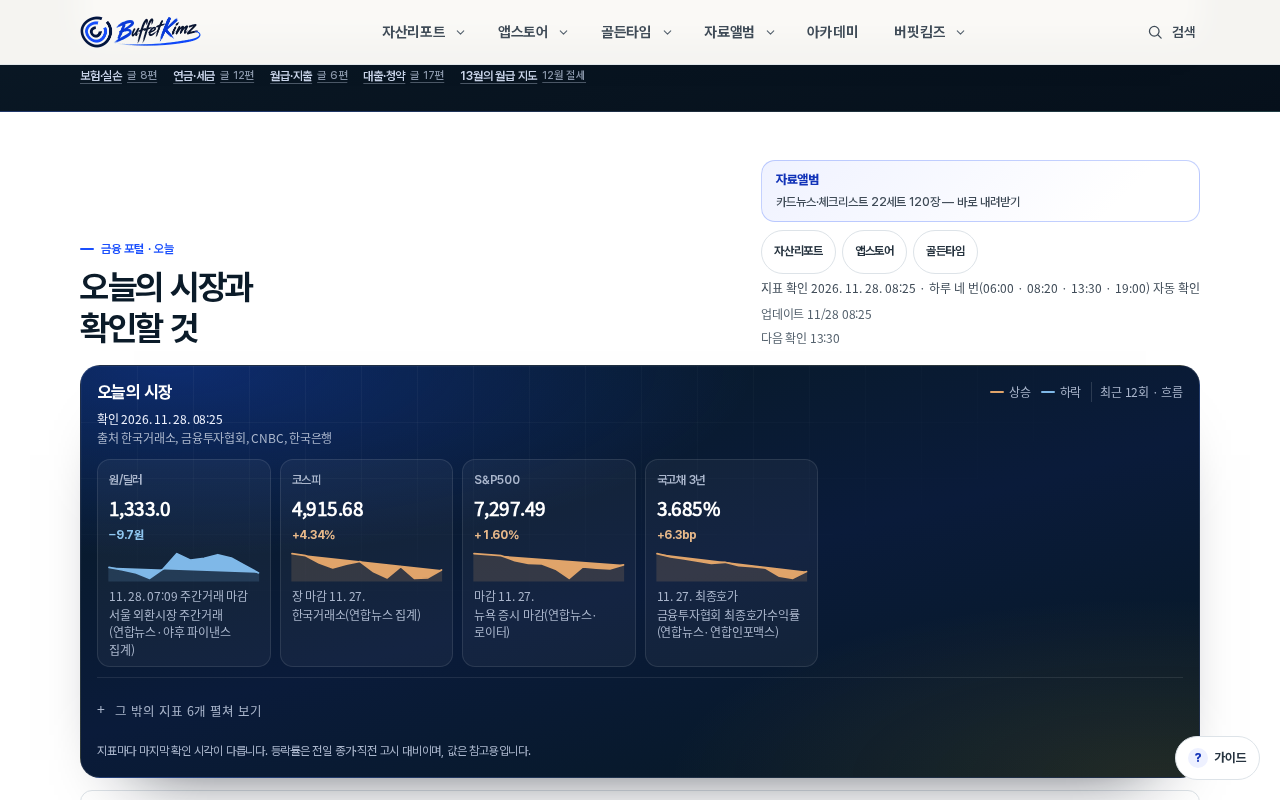 BuffetKimz
자산리포트 앱스토어 골든타임 자료앨범 아카데미 버핏킴즈 검색
보험·실손 글 8편 연금·세금 글 12편 월급·지출 글 6편 대출·청약 글 17편 13월의 월급 지도 12월 절세
자료앨범
카드뉴스·체크리스트 22세트 120장 — 바로 내려받기
자산리포트 앱스토어 골든타임
금융 포털 · 오늘
오늘의 시장과
확인할 것
지표 확인 2026. 11. 28. 08:25 · 하루 네 번(06:00 · 08:20 · 13:30 · 19:00) 자동 확인
업데이트 11/28 08:25
다음 확인 13:30
오늘의 시장
상승 하락 최근 12회 · 흐름
확인 2026. 11. 28. 08:25
출처 한국거래소, 금융투자협회, CNBC, 한국은행
원/달러
1,333.0
−9.7원
11. 28. 07:09 주간거래 마감
서울 외환시장 주간거래
(연합뉴스 · 야후 파이낸스
집계)
코스피
4,915.68
+4.34%
장 마감 11. 27.
한국거래소(연합뉴스 집계)
S&P500
7,297.49
+1.60%
마감 11. 27.
뉴욕 증시 마감(연합뉴스 ·
로이터)
국고채 3년
3.685%
+6.3bp
11. 27. 최종호가
금융투자협회 최종호가수익률
(연합뉴스 · 연합인포맥스)
+ 그 밖의 지표 6개 펼쳐 보기
지표마다 마지막 확인 시각이 다릅니다. 등락률은 전일 종가·직전 고시 대비이며, 값은 참고용입니다.
? 가이드